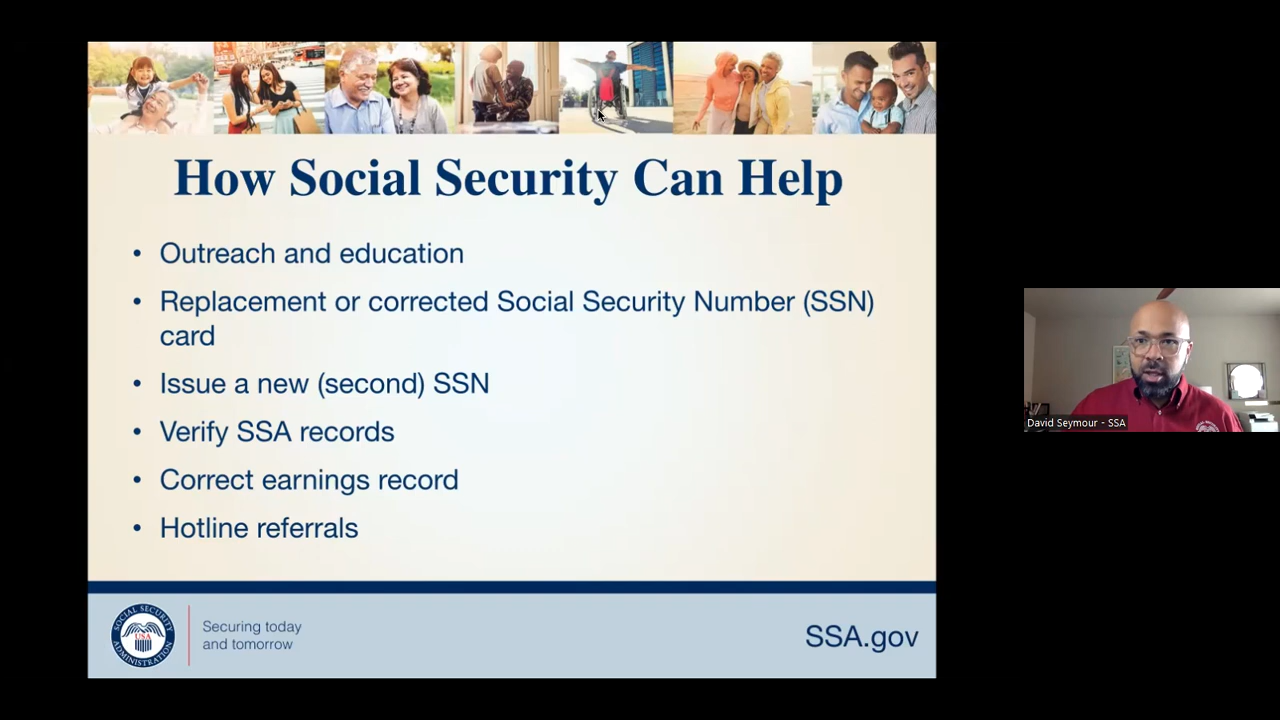 How Social Security Can Help
• Outreach and education
• Replacement or corrected Social Security Number (SSN)
card
• Issue a new (second) SSN
• Verify SSA records
• Correct earnings record
• Hotline referrals
David Seymour - SSA
SOCIAL SECURITY
USA
ADMINISTRATION
Securing today
and tomorrow
SSA.gov